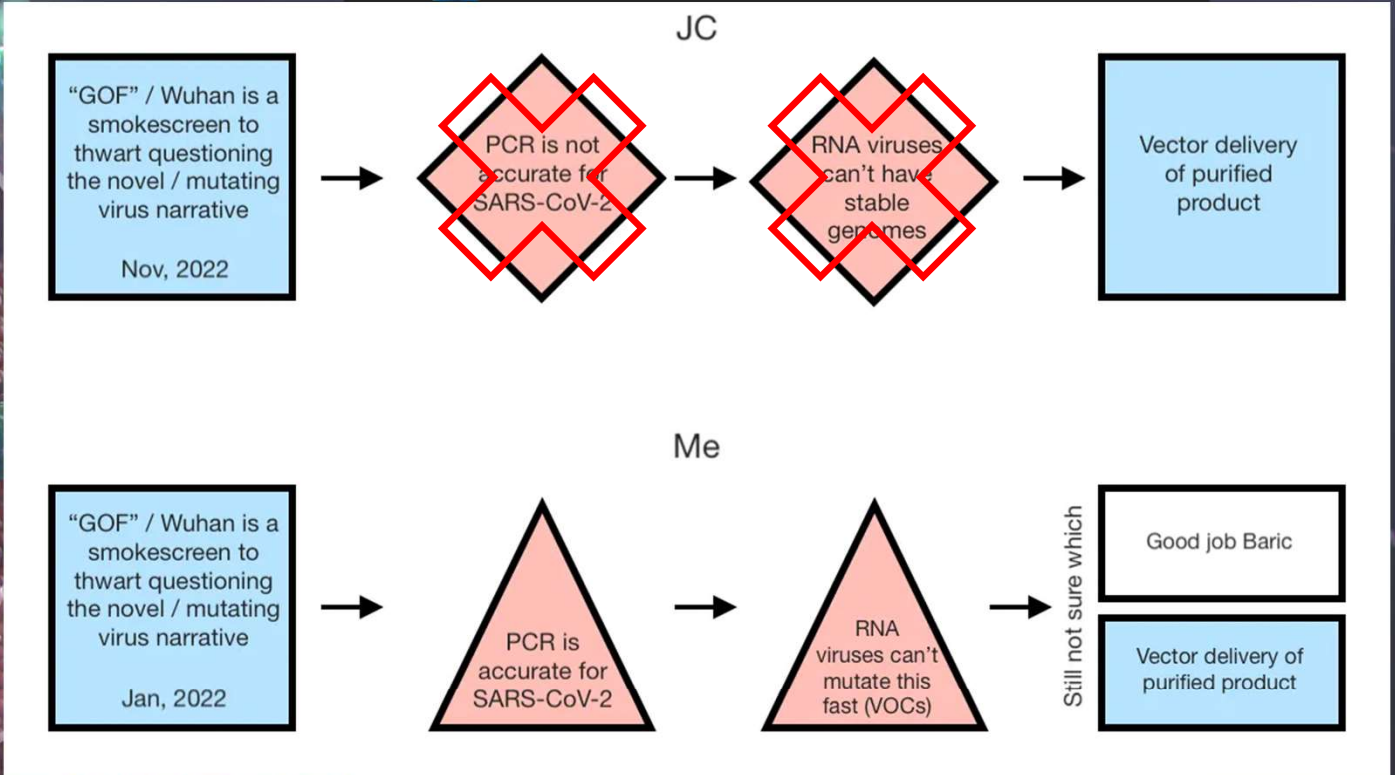 JC
“GOF” / Wuhan is a
smokescreen to
thwart questioning
the novel / mutating
virus narrative
Nov, 2022
PCR is not
accurate for
SARS-CoV-2
RNA viruses
can’t have
stable
genomes
Vector delivery
of purified
product
Me
“GOF” / Wuhan is a
smokescreen to
thwart questioning
the novel / mutating
virus narrative
Jan, 2022
PCR is
accurate for
SARS-CoV-2
RNA
viruses can’t
mutate this
fast (VOCs)
Still not sure which
Good job Baric
Vector delivery of
purified product